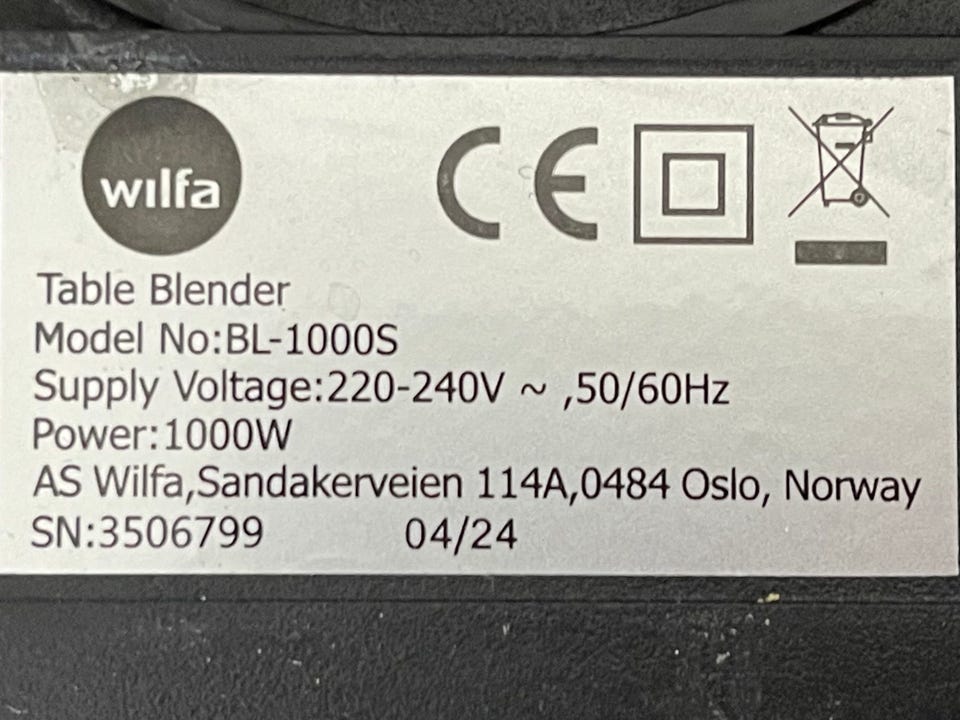 wilfa
CE
Table Blender
Model No:BL-1000S
Supply Voltage:220-240V ~ ,50/60Hz
Power:1000W
AS Wilfa,Sandakerveien 114A,0484 Oslo, Norway
SN:3506799 04/24